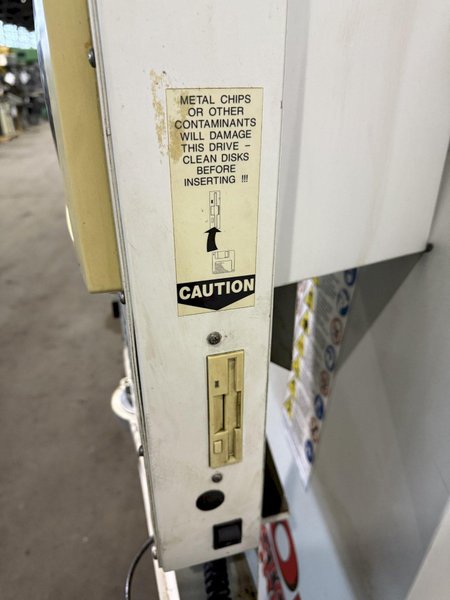 METAL CHIPS
OR OTHER
CONTAMINANTS
WILL DAMAGE
THIS DRIVE –
CLEAN DISKS
BEFORE
INSERTING !!!
CAUTION